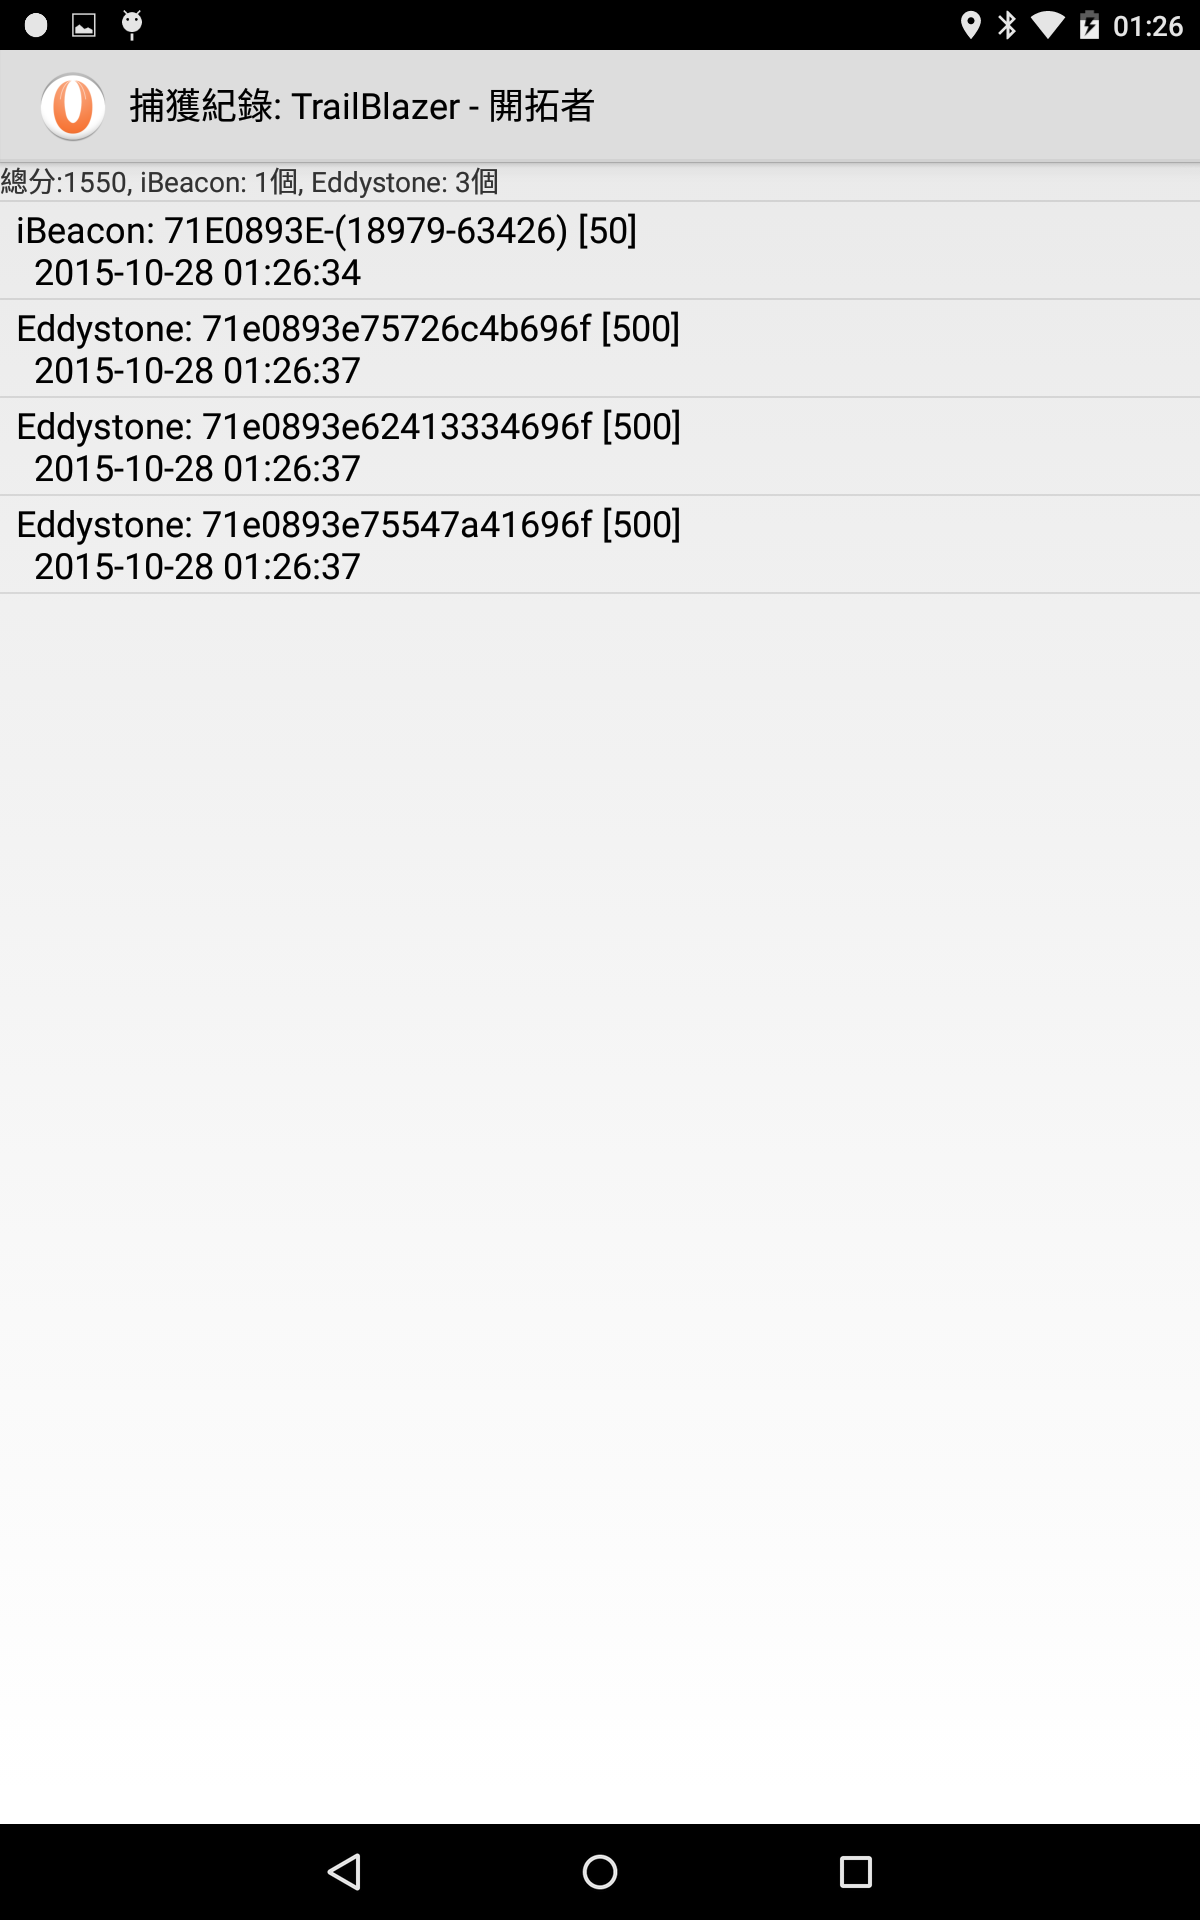 01:26
捕獲紀錄: TrailBlazer - 開拓者
總分:1550, iBeacon: 1個, Eddystone: 3個
iBeacon: 71E0893E-(18979-63426) [50]
2015-10-28 01:26:34
Eddystone: 71e0893e75726c4b696f [500]
2015-10-28 01:26:37
Eddystone: 71e0893e62413334696f [500]
2015-10-28 01:26:37
Eddystone: 71e0893e75547a41696f [500]
2015-10-28 01:26:37